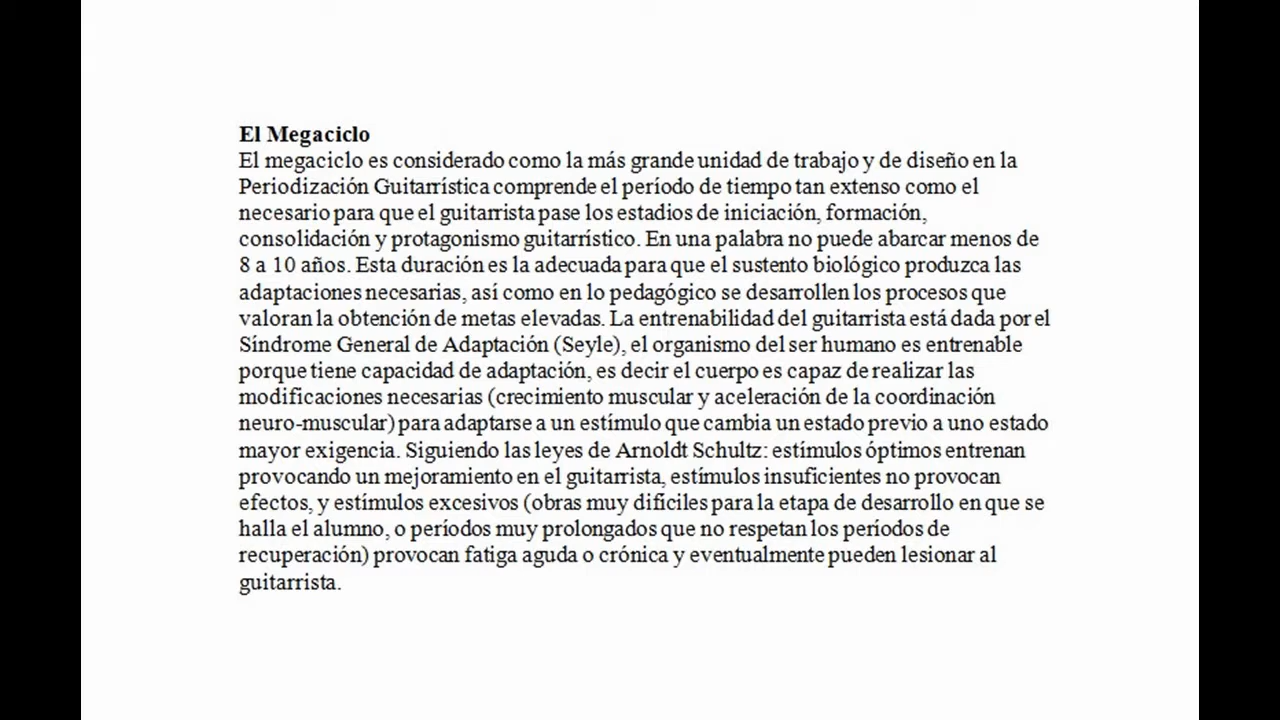 El Megaciclo
El megaciclo es considerado como la más grande unidad de trabajo y de diseño en la
Periodización Guitarrística comprende el período de tiempo tan extenso como el
necesario para que el guitarrista pase los estadios de iniciación, formación,
consolidación y protagonismo guitarrístico. En una palabra no puede abarcar menos de
8 a 10 años. Esta duración es la adecuada para que el sustento biológico produzca las
adaptaciones necesarias, así como en lo pedagógico se desarrollen los procesos que
valoran la obtención de metas elevadas. La entrenabilidad del guitarrista está dada por el
Síndrome General de Adaptación (Seyle), el organismo del ser humano es entrenable
porque tiene capacidad de adaptación, es decir el cuerpo es capaz de realizar las
modificaciones necesarias (crecimiento muscular y aceleración de la coordinación
neuro-muscular) para adaptarse a un estímulo que cambia un estado previo a uno estado
mayor exigencia. Siguiendo las leyes de Arnoldt Schultz: estímulos óptimos entrenan
provocando un mejoramiento en el guitarrista, estímulos insuficientes no provocan
efectos, y estímulos excesivos (obras muy difíciles para la etapa de desarrollo en que se
halla el alumno, o períodos muy prolongados que no respetan los períodos de
recuperación) provocan fatiga aguda o crónica y eventualmente pueden lesionar al
guitarrista.